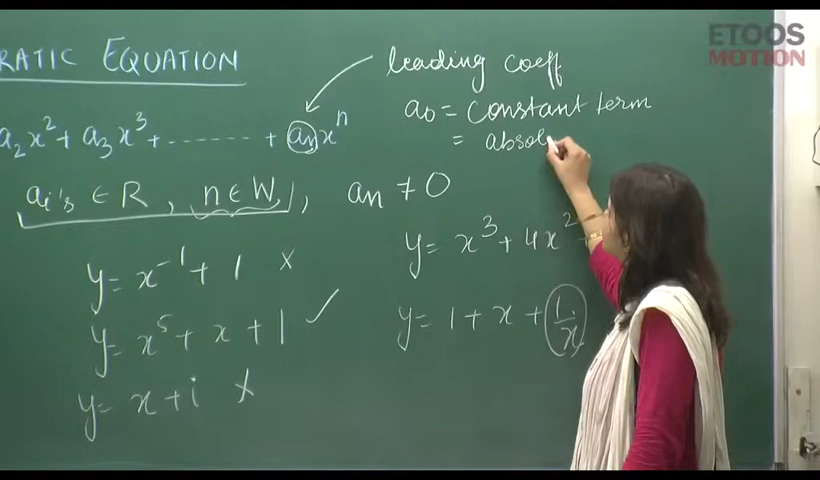 RATIC EQUATION
a₂x² + a₃x³ + ........ + aₙxⁿ
aᵢ's ∈ R , n ∈ W , aₙ ≠ 0
y = x⁻¹ + 1 ×
y = x⁵ + x + 1 ✓
y = x + i ×
leading coeff
a₀ = constant term
= absol
y = x³ + 4x² +
y = 1 + x + 1/x
ETOOS
MOTION